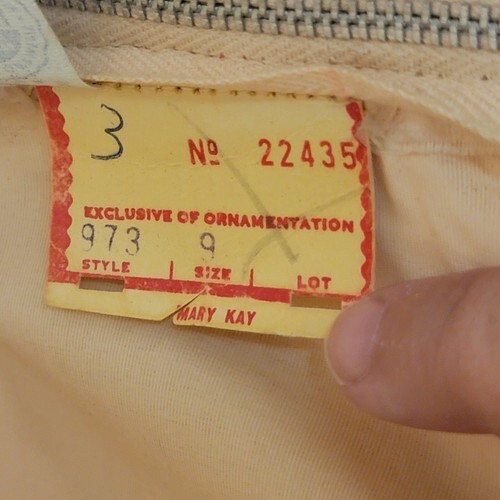 3
Nº 22435
EXCLUSIVE OF ORNAMENTATION
973 9
STYLE SIZE LOT
MARY KAY